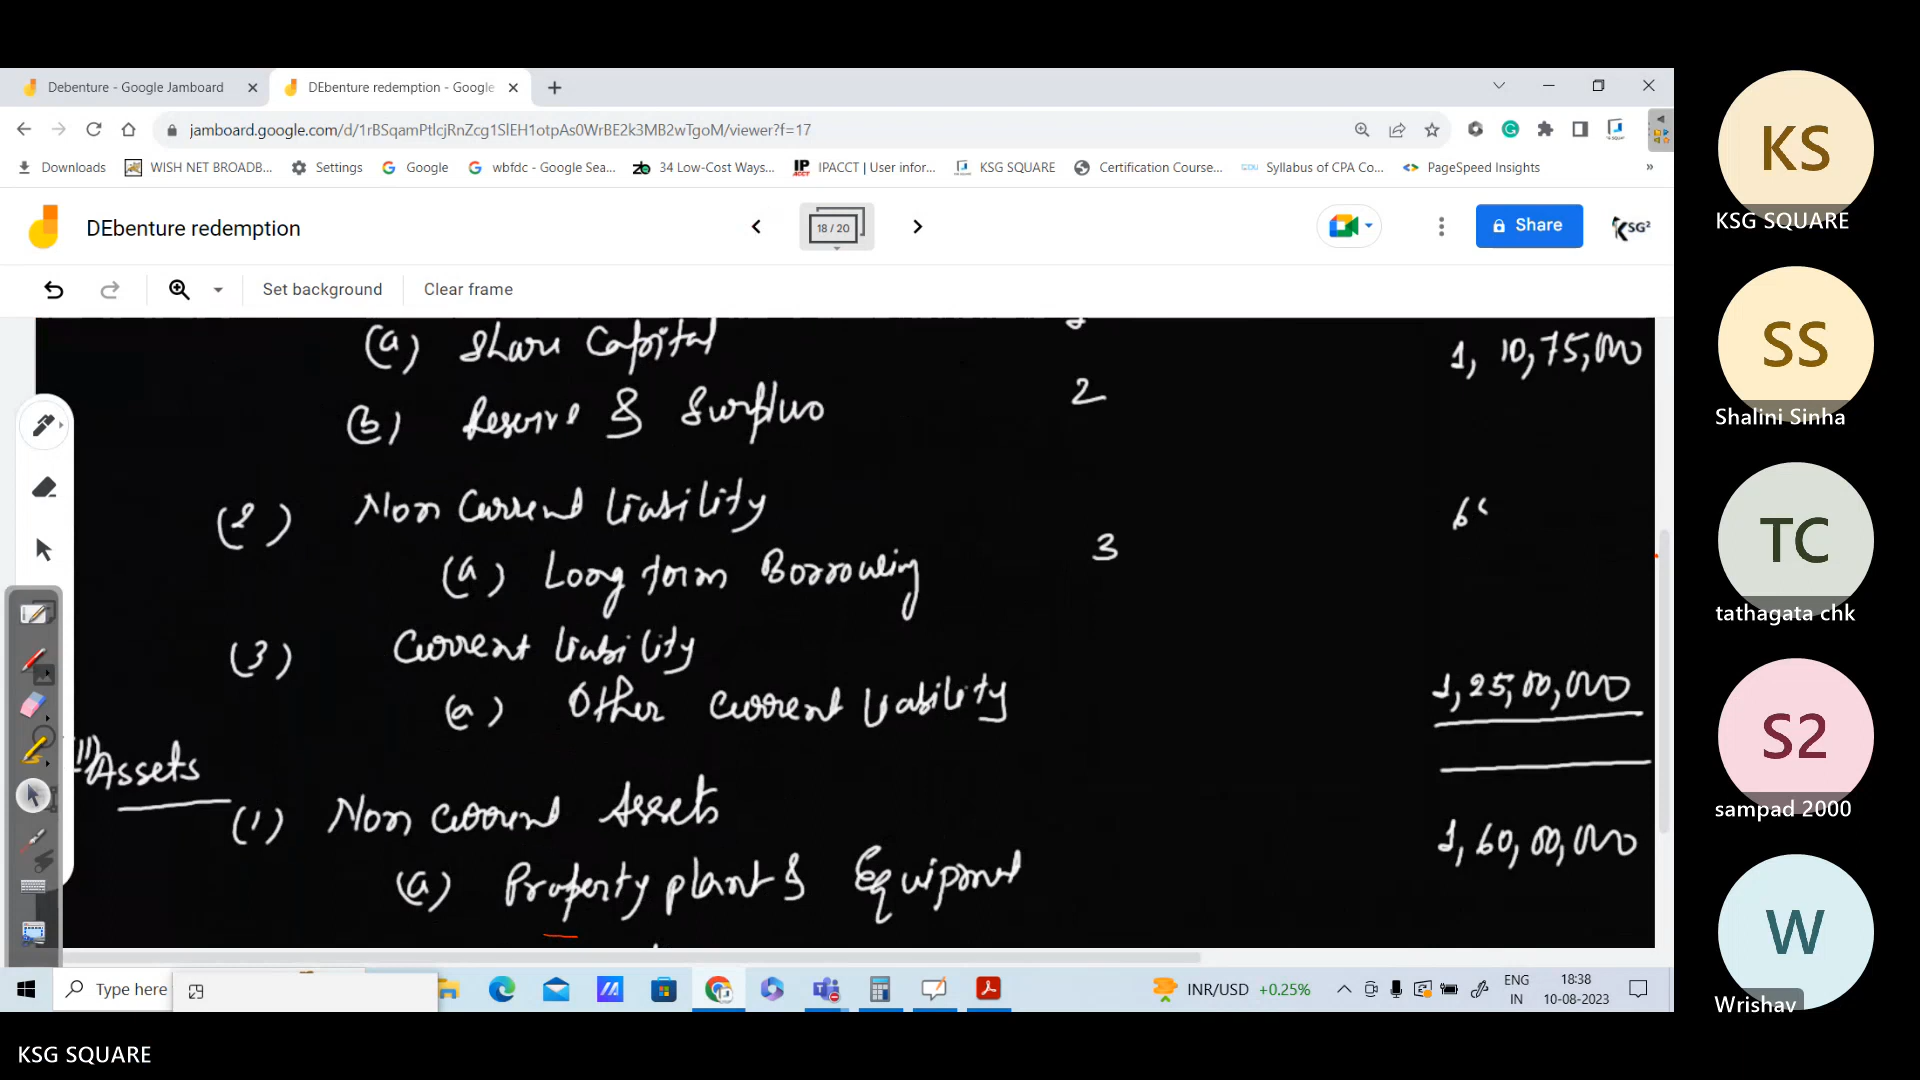 Debenture - Google Jamboard
DEbenture redemption - Google
jamboard.google.com/d/1rBSqamPtlcjRnZcg1SlEH1otpAs0WrBE2k3MB2wTgoM/viewer?f=17
Downloads WISH NET BROADB... Settings Google wbfdc - Google Sea... 34 Low-Cost Ways... IPACCT | User infor... KSG SQUARE Certification Course... Syllabus of CPA Co... PageSpeed Insights »
DEbenture redemption
18 / 20
Share
KSG²
Set background Clear frame
(a) Share Capital 1, 10,75,000
(b) Reserve & Surplus 2
(2) Non Current Liability
(a) Long term Borrowing 3
(3) Current Liability
(a) Other Current Liability 1,25,00,000
(II) Assets
(1) Non Current Assets
(a) Property plant & Equipment 1,60,00,000
Type here
INR/USD +0.25%
ENG
IN
18:38
10-08-2023
KS
KSG SQUARE
SS
Shalini Sinha
TC
tathagata chk
S2
sampad 2000
W
Wrishav
KSG SQUARE